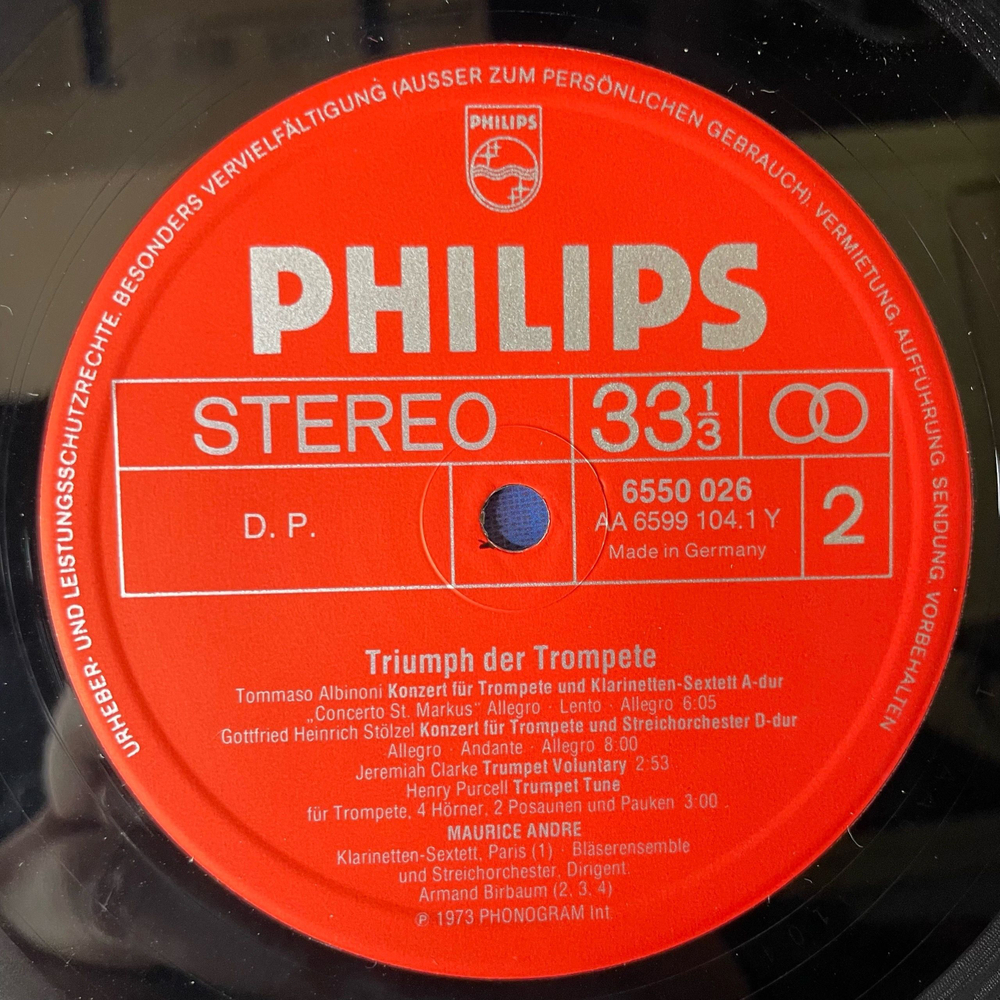 URHEBER- UND LEISTUNGSSCHUTZRECHTE, BESONDERS VERVIELFÄLTIGUNG (AUSSER ZUM PERSÖNLICHEN GEBRAUCH), VERMIETUNG, AUFFÜHRUNG, SENDUNG, VORBEHALTEN
PHILIPS
PHILIPS
STEREO 33 1/3
D. P.
6550 026
AA 6599 104.1 Y
Made in Germany
2
Triumph der Trompete
Tommaso Albinoni Konzert für Trompete und Klarinetten-Sextett A-dur
„Concerto St. Markus" Allegro · Lento · Allegro 6:05
Gottfried Heinrich Stölzel Konzert für Trompete und Streichorchester D-dur
Allegro · Andante · Allegro 8:00
Jeremiah Clarke Trumpet Voluntary 2:53
Henry Purcell Trumpet Tune
für Trompete, 4 Hörner, 2 Posaunen und Pauken 3:00
MAURICE ANDRE
Klarinetten-Sextett, Paris (1) · Bläserensemble
und Streichorchester, Dirigent:
Armand Birbaum (2, 3, 4)
℗ 1973 PHONOGRAM Int.